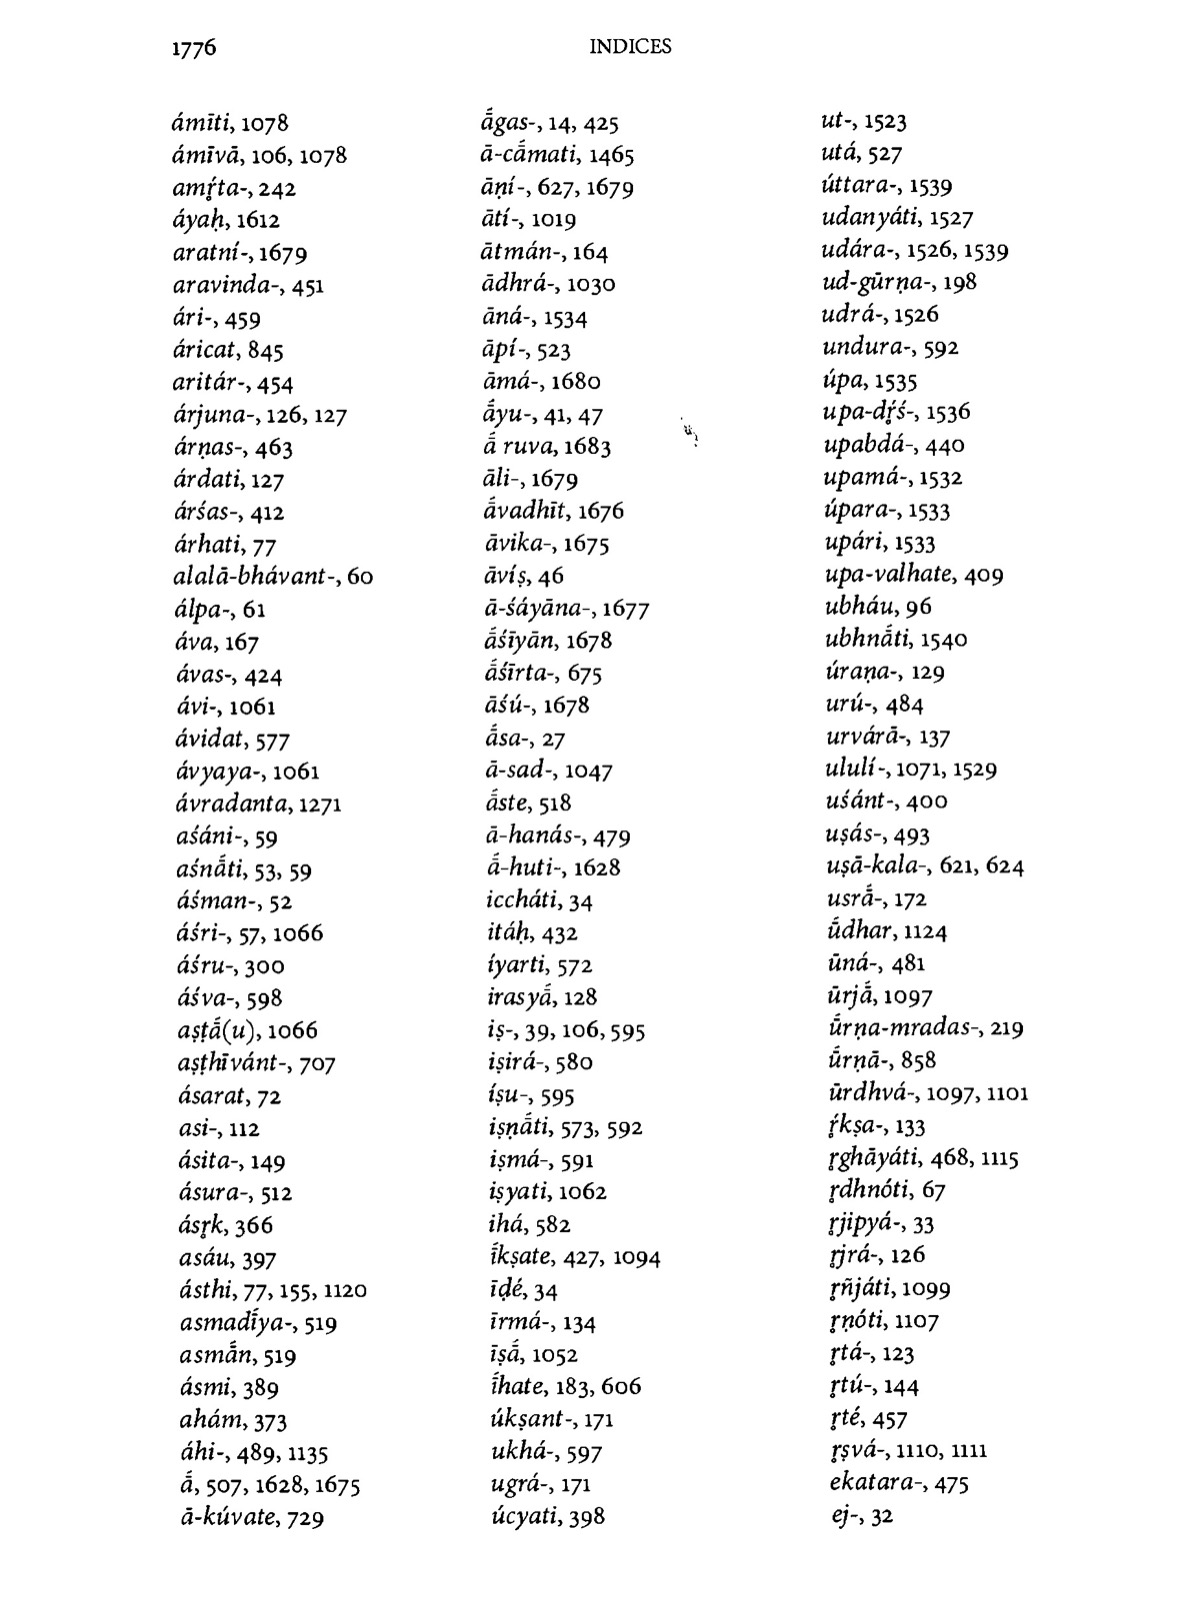 1776
INDICES
ámīti, 1078
ámīvā, 106, 1078
amŕ̥ta-, 242
áyaḥ, 1612
aratní-, 1679
aravinda-, 451
ári-, 459
áricat, 845
aritár-, 454
árjuna-, 126, 127
árṇas-, 463
árdati, 127
árśas-, 412
árhati, 77
alalā-bhávant-, 60
álpa-, 61
áva, 167
ávas-, 424
ávi-, 1061
ávidat, 577
ávyaya-, 1061
ávradanta, 1271
aśáni-, 59
aśnā́ti, 53, 59
áśman-, 52
áśri-, 57, 1066
áśru-, 300
áśva-, 598
aṣṭā́(u), 1066
aṣṭhīvánt-, 707
ásarat, 72
asi-, 112
ásita-, 149
ásura-, 512
ásr̥k, 366
asáu, 397
ásthi, 77, 155, 1120
asmadī́ya-, 519
asmā́n, 519
ásmi, 389
ahám, 373
áhi-, 489, 1135
ā́, 507, 1628, 1675
ā-kúvate, 729
ā́gas-, 14, 425
ā-cā́mati, 1465
āṇí-, 627, 1679
ātí-, 1019
ātmán-, 164
ādhrá-, 1030
āná-, 1534
āpí-, 523
āmá-, 1680
ā́yu-, 41, 47
ā́ ruva, 1683
āli-, 1679
ā́vadhīt, 1676
āvika-, 1675
āvíṣ, 46
ā-śáyāna-, 1677
ā́śīyān, 1678
ā́śīrta-, 675
āśú-, 1678
ā́sa-, 27
ā-sad-, 1047
ā́ste, 518
ā-hanás-, 479
ā́-huti-, 1628
iccháti, 34
itáḥ, 432
íyarti, 572
irasyā́, 128
iṣ-, 39, 106, 595
iṣirá-, 580
íṣu-, 595
iṣṇā́ti, 573, 592
iṣmá-, 591
iṣyati, 1062
ihá, 582
ī́kṣate, 427, 1094
īḍé, 34
īrmá-, 134
īṣā́, 1052
ī́hate, 183, 606
úkṣant-, 171
ukhá-, 597
ugrá-, 171
úcyati, 398
ut-, 1523
utá, 527
úttara-, 1539
udanyáti, 1527
udára-, 1526, 1539
ud-gūrṇa-, 198
udrá-, 1526
undura-, 592
úpa, 1535
upa-dŕ̥ś-, 1536
upabdá-, 440
upamá-, 1532
úpara-, 1533
upári, 1533
upa-valhate, 409
ubháu, 96
ubhnā́ti, 1540
úraṇa-, 129
urú-, 484
urvárā-, 137
ululí-, 1071, 1529
uśánt-, 400
uṣás-, 493
uṣā-kala-, 621, 624
usrā́-, 172
ū́dhar, 1124
ūná-, 481
ūrjā́, 1097
ū́rṇa-mradas-, 219
ū́rṇā-, 858
ūrdhvá-, 1097, 1101
ŕ̥kṣa-, 133
r̥ghāyáti, 468, 1115
r̥dhnóti, 67
r̥jipyá-, 33
r̥jrá-, 126
r̥ñjáti, 1099
r̥ṇóti, 1107
r̥tá-, 123
r̥tú-, 144
r̥té, 457
r̥ṣvá-, 1110, 1111
ekatara-, 475
ej-, 32